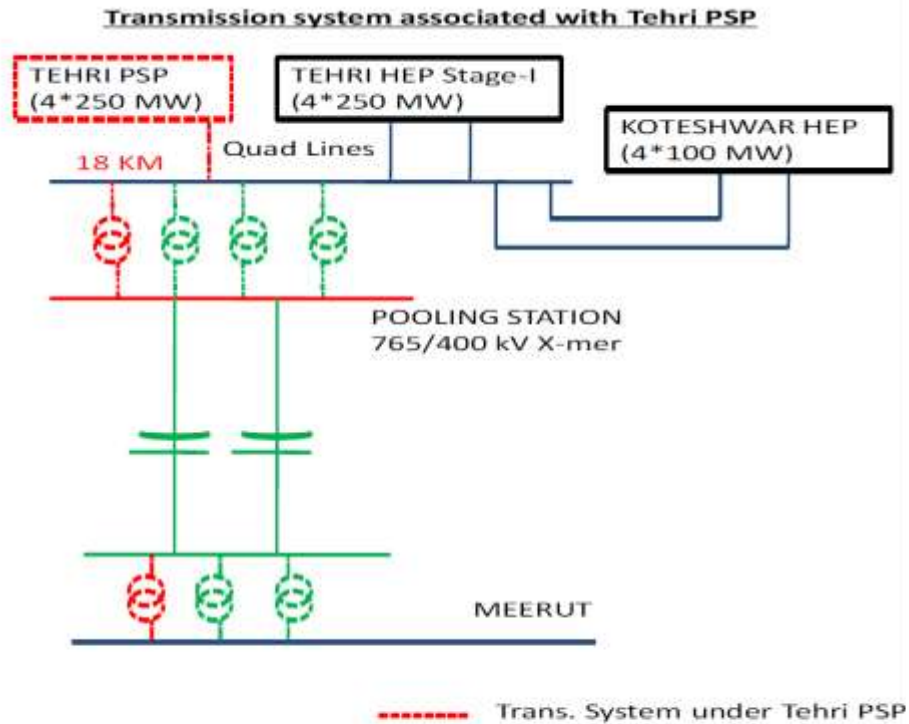 Transmission system associated with Tehri PSP
TEHRI PSP
(4*250 MW)
TEHRI HEP Stage-I
(4*250 MW)
KOTESHWAR HEP
(4*100 MW)
Quad Lines
18 KM
POOLING STATION
765/400 kV X-mer
MEERUT
Trans. System under Tehri PSP